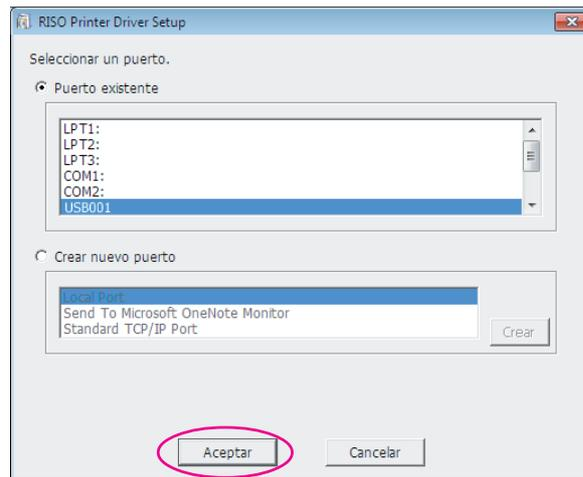 RISO Printer Driver Setup
Seleccionar un puerto.
Puerto existente
LPT1:
LPT2:
LPT3:
COM1:
COM2:
USB001
Crear nuevo puerto
Local Port
Send To Microsoft OneNote Monitor
Standard TCP/IP Port
Crear
Aceptar
Cancelar